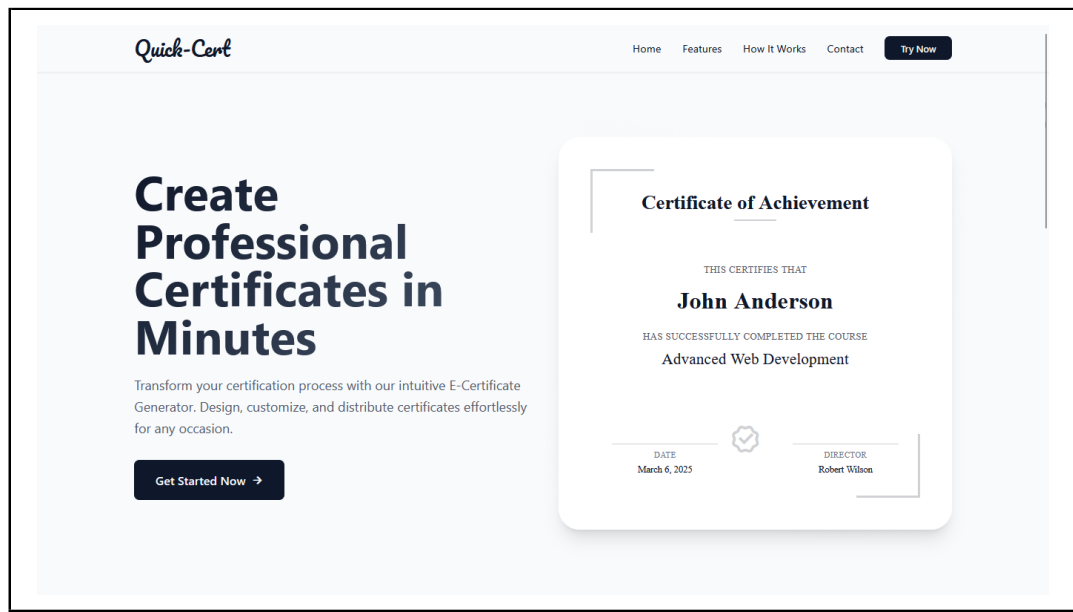 Quick-Cert
Home Features How It Works Contact Try Now
Create
Professional
Certificates in
Minutes
Transform your certification process with our intuitive E-Certificate
Generator. Design, customize, and distribute certificates effortlessly
for any occasion.
Get Started Now →
Certificate of Achievement
THIS CERTIFIES THAT
John Anderson
HAS SUCCESSFULLY COMPLETED THE COURSE
Advanced Web Development
DATE
March 6, 2025
DIRECTOR
Robert Wilson